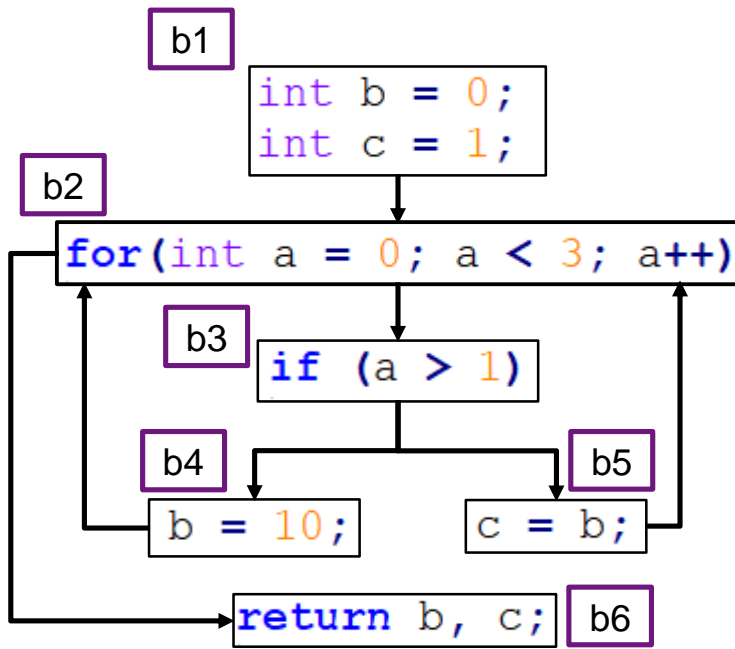 b1
int b = 0;
int c = 1;
b2
for(int a = 0; a < 3; a++)
b3
if (a > 1)
b4
b5
b = 10;
c = b;
return b, c;
b6